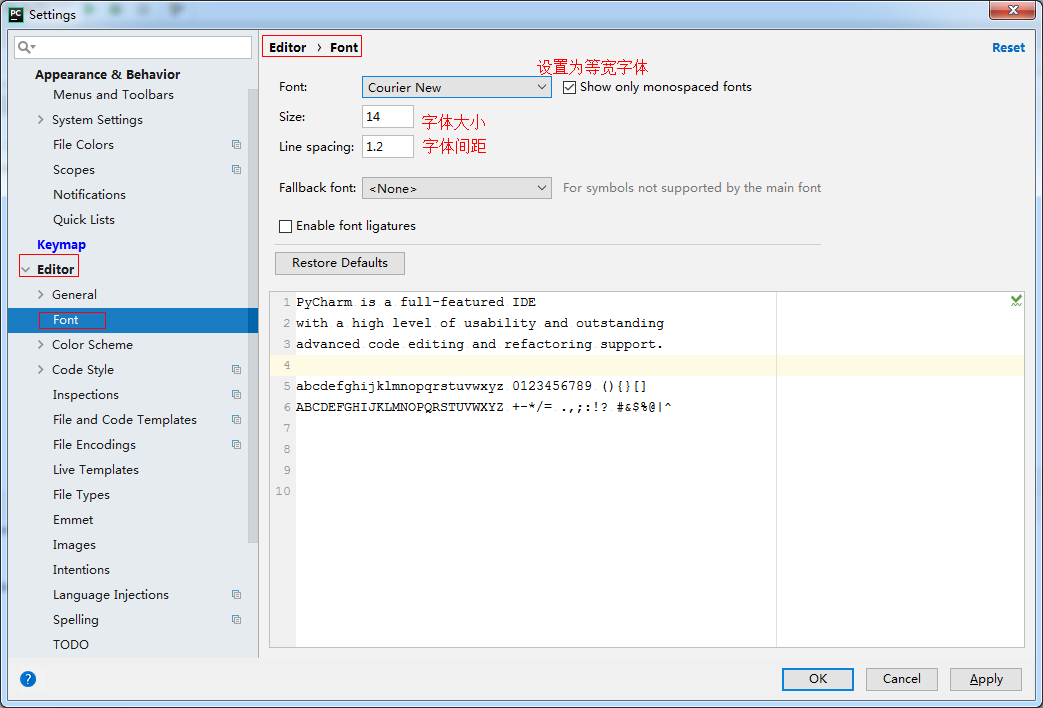 Settings
Appearance & Behavior
Menus and Toolbars
System Settings
File Colors
Scopes
Notifications
Quick Lists
Keymap
Editor
General
Font
Color Scheme
Code Style
Inspections
File and Code Templates
File Encodings
Live Templates
File Types
Emmet
Images
Intentions
Language Injections
Spelling
TODO
Editor › Font
Reset
设置为等宽字体
Font: Courier New Show only monospaced fonts
Size: 14 字体大小
Line spacing: 1.2 字体间距
Fallback font: <None> For symbols not supported by the main font
Enable font ligatures
Restore Defaults
1 PyCharm is a full-featured IDE
2 with a high level of usability and outstanding
3 advanced code editing and refactoring support.
4
5 abcdefghijklmnopqrstuvwxyz 0123456789 (){}[]
6 ABCDEFGHIJKLMNOPQRSTUVWXYZ +-*/= .,;:!? #&$%@|^
7
8
9
10
? OK Cancel Apply